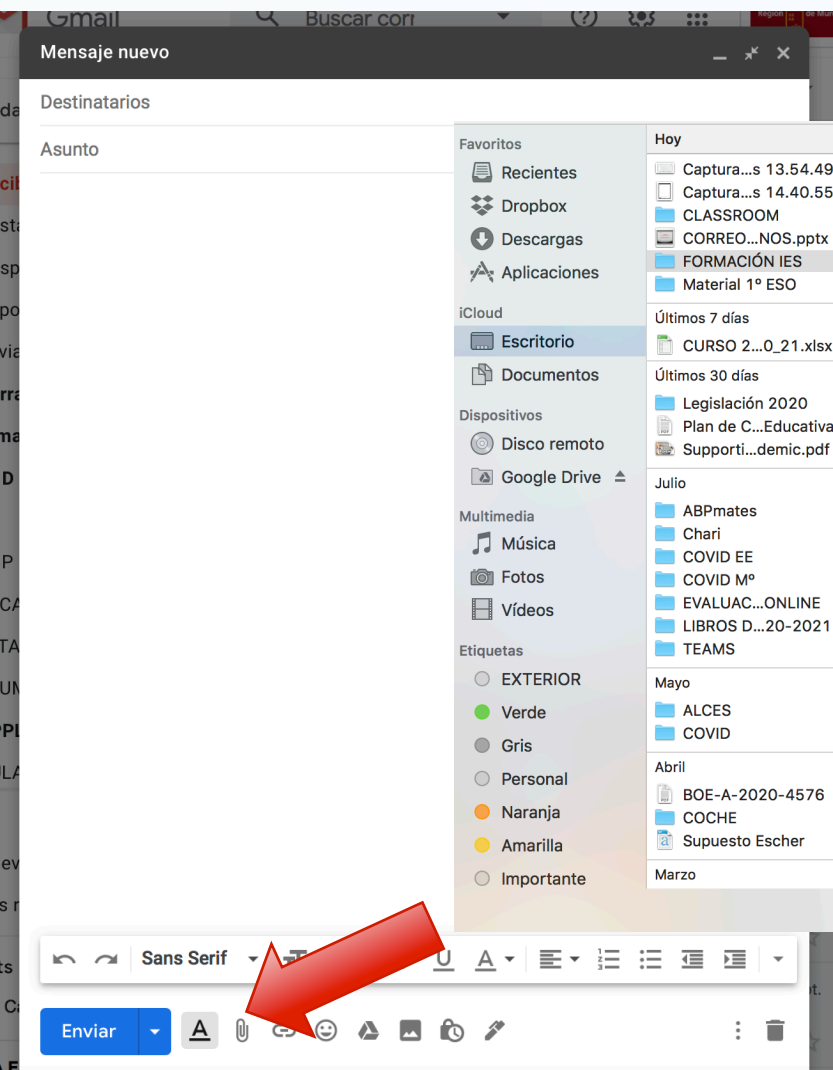 Gmail
Buscar corr
Región de Mur
Mensaje nuevo
Destinatarios
Asunto
Favoritos
Recientes
Dropbox
Descargas
Aplicaciones
iCloud
Escritorio
Documentos
Dispositivos
Disco remoto
Google Drive
Multimedia
Música
Fotos
Vídeos
Etiquetas
EXTERIOR
Verde
Gris
Personal
Naranja
Amarilla
Importante
Hoy
Captura...s 13.54.49
Captura...s 14.40.55
CLASSROOM
CORREO...NOS.pptx
FORMACIÓN IES
Material 1º ESO
Últimos 7 días
CURSO 2...0_21.xlsx
Últimos 30 días
Legislación 2020
Plan de C...Educativa
Supporti...demic.pdf
Julio
ABPmates
Chari
COVID EE
COVID Mº
EVALUAC...ONLINE
LIBROS D...20-2021
TEAMS
Mayo
ALCES
COVID
Abril
BOE-A-2020-4576
COCHE
Supuesto Escher
Marzo
Sans Serif
Enviar